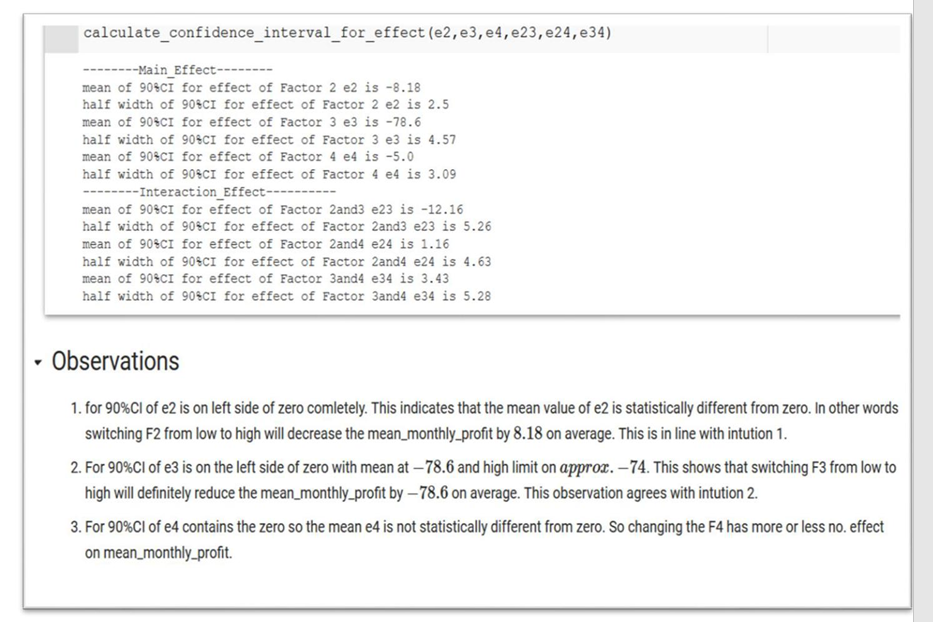 calculate_confidence_interval_for_effect(e2,e3,e4,e23,e24,e34)
--------Main_Effect--------
mean of 90%CI for effect of Factor 2 e2 is -8.18
half width of 90%CI for effect of Factor 2 e2 is 2.5
mean of 90%CI for effect of Factor 3 e3 is -78.6
half width of 90%CI for effect of Factor 3 e3 is 4.57
mean of 90%CI for effect of Factor 4 e4 is -5.0
half width of 90%CI for effect of Factor 4 e4 is 3.09
--------Interaction_Effect----------
mean of 90%CI for effect of Factor 2and3 e23 is -12.16
half width of 90%CI for effect of Factor 2and3 e23 is 5.26
mean of 90%CI for effect of Factor 2and4 e24 is 1.16
half width of 90%CI for effect of Factor 2and4 e24 is 4.63
mean of 90%CI for effect of Factor 3and4 e34 is 3.43
half width of 90%CI for effect of Factor 3and4 e34 is 5.28
Observations
1. for 90%CI of e2 is on left side of zero comletely. This indicates that the mean value of e2 is statistically different from zero. In other words
switching F2 from low to high will decrease the mean_monthly_profit by 8.18 on average. This is in line with intution 1.
2. For 90%CI of e3 is on the left side of zero with mean at −78.6 and high limit on approx. −74. This shows that switching F3 from low to
high will definitely reduce the mean_monthly_profit by −78.6 on average. This observation agrees with intution 2.
3. For 90%CI of e4 contains the zero so the mean e4 is not statistically different from zero. So changing the F4 has more or less no. effect
on mean_monthly_profit.